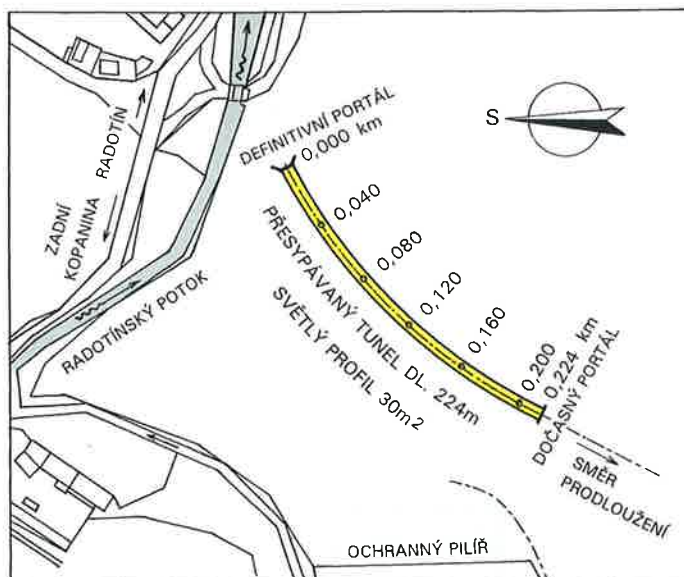 RADOTÍN
ZADNÍ
KOPANINA
RADOTÍNSKÝ POTOK
DEFINITIVNÍ PORTÁL
0,000 km
0,040
0,080
0,120
0,160
0,200
0,224 km
DOČASNÝ PORTÁL
PŘESYPÁVANÝ TUNEL DL. 224m
SVĚTLÝ PROFIL 30m2
S
SMĚR
PRODLOUŽENÍ
OCHRANNÝ PILÍŘ